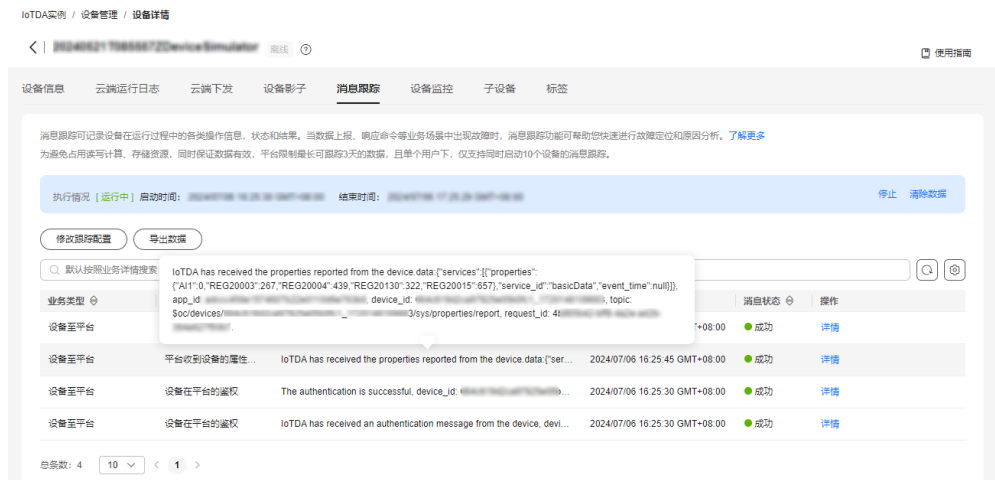 IoTDA实例 / 设备管理 / 设备详情
离线
使用指南
设备信息 云端运行日志 云端下发 设备影子 消息跟踪 设备监控 子设备 标签
消息跟踪可记录设备在运行过程中的各类操作信息，状态和结果。当数据上报、响应命令等业务场景中出现故障时，消息跟踪功能可帮助您快速进行故障定位和原因分析。了解更多
为避免占用读写计算、存储资源，同时保证数据有效，平台限制最长可跟踪3天的数据，且单个用户下，仅支持同时启动10个设备的消息跟踪。
执行情况 [ 运行中 ] 启动时间： 结束时间： 停止 清除数据
修改跟踪配置 导出数据
默认按照业务详情搜索
IoTDA has received the properties reported from the device.data:{"services":[{"properties":
{"AI1":0,"REG20003":267,"REG20004":439,"REG20130":322,"REG20015":657},"service_id":"basicData","event_time":null}]},
app_id: , device_id: , topic:
$oc/devices/ 3/sys/properties/report, request_id:
业务类型 消息状态 操作
设备至平台 +08:00 成功 详情
设备至平台 平台收到设备的属性... IoTDA has received the properties reported from the device.data:{"ser... 2024/07/06 16:25:45 GMT+08:00 成功 详情
设备至平台 设备在平台的鉴权 The authentication is successful, device_id: ... 2024/07/06 16:25:30 GMT+08:00 成功 详情
设备至平台 设备在平台的鉴权 IoTDA has received an authentication message from the device, devi... 2024/07/06 16:25:30 GMT+08:00 成功 详情
总条数：4 10 1